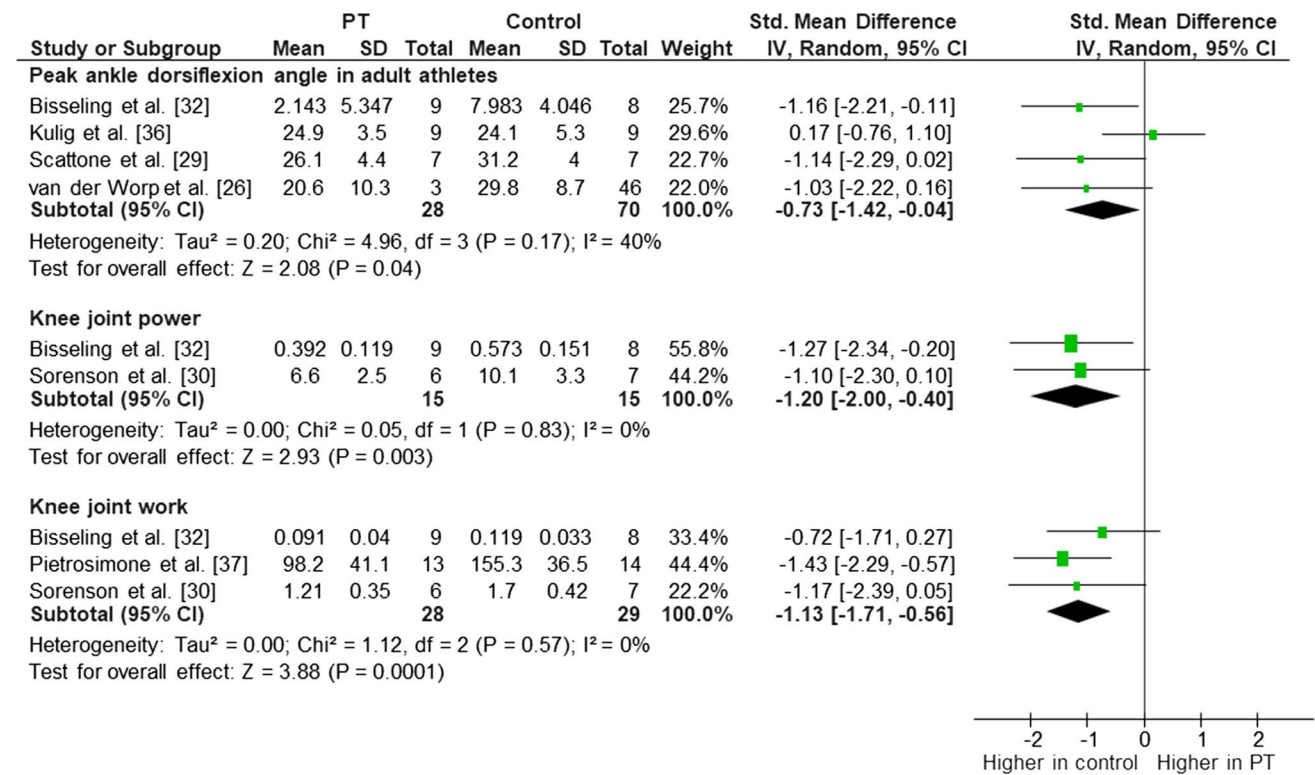 PT Control Std. Mean Difference Std. Mean Difference
Study or Subgroup Mean SD Total Mean SD Total Weight IV, Random, 95% CI IV, Random, 95% CI
Peak ankle dorsiflexion angle in adult athletes
Bisseling et al. [32] 2.143 5.347 9 7.983 4.046 8 25.7% -1.16 [-2.21, -0.11]
Kulig et al. [36] 24.9 3.5 9 24.1 5.3 9 29.6% 0.17 [-0.76, 1.10]
Scattone et al. [29] 26.1 4.4 7 31.2 4 7 22.7% -1.14 [-2.29, 0.02]
van der Worp et al. [26] 20.6 10.3 3 29.8 8.7 46 22.0% -1.03 [-2.22, 0.16]
Subtotal (95% CI) 28 70 100.0% -0.73 [-1.42, -0.04]
Heterogeneity: Tau² = 0.20; Chi² = 4.96, df = 3 (P = 0.17); I² = 40%
Test for overall effect: Z = 2.08 (P = 0.04)
Knee joint power
Bisseling et al. [32] 0.392 0.119 9 0.573 0.151 8 55.8% -1.27 [-2.34, -0.20]
Sorenson et al. [30] 6.6 2.5 6 10.1 3.3 7 44.2% -1.10 [-2.30, 0.10]
Subtotal (95% CI) 15 15 100.0% -1.20 [-2.00, -0.40]
Heterogeneity: Tau² = 0.00; Chi² = 0.05, df = 1 (P = 0.83); I² = 0%
Test for overall effect: Z = 2.93 (P = 0.003)
Knee joint work
Bisseling et al. [32] 0.091 0.04 9 0.119 0.033 8 33.4% -0.72 [-1.71, 0.27]
Pietrosimone et al. [37] 98.2 41.1 13 155.3 36.5 14 44.4% -1.43 [-2.29, -0.57]
Sorenson et al. [30] 1.21 0.35 6 1.7 0.42 7 22.2% -1.17 [-2.39, 0.05]
Subtotal (95% CI) 28 29 100.0% -1.13 [-1.71, -0.56]
Heterogeneity: Tau² = 0.00; Chi² = 1.12, df = 2 (P = 0.57); I² = 0%
Test for overall effect: Z = 3.88 (P = 0.0001)
-2 -1 0 1 2
Higher in control Higher in PT